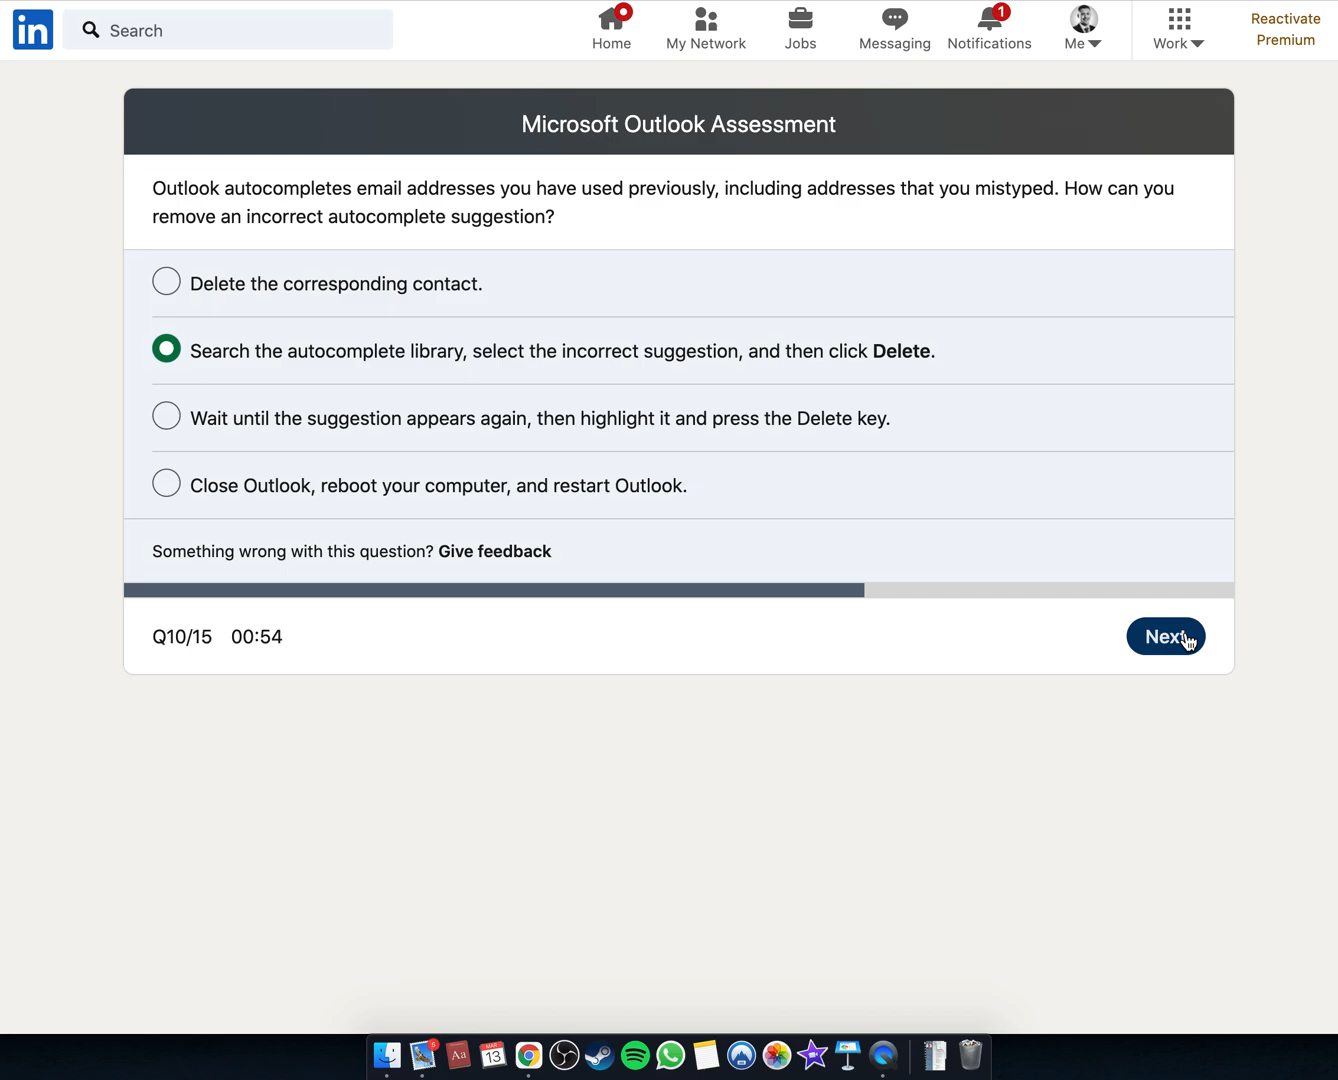 in
Search
Home
My Network
Jobs
Messaging
1
Notifications
Me
Work
Reactivate
Premium
Microsoft Outlook Assessment
Outlook autocompletes email addresses you have used previously, including addresses that you mistyped. How can you
remove an incorrect autocomplete suggestion?
Delete the corresponding contact.
Search the autocomplete library, select the incorrect suggestion, and then click Delete.
Wait until the suggestion appears again, then highlight it and press the Delete key.
Close Outlook, reboot your computer, and restart Outlook.
Something wrong with this question? Give feedback
Q10/15 00:54
Next
Aa
MAR
13